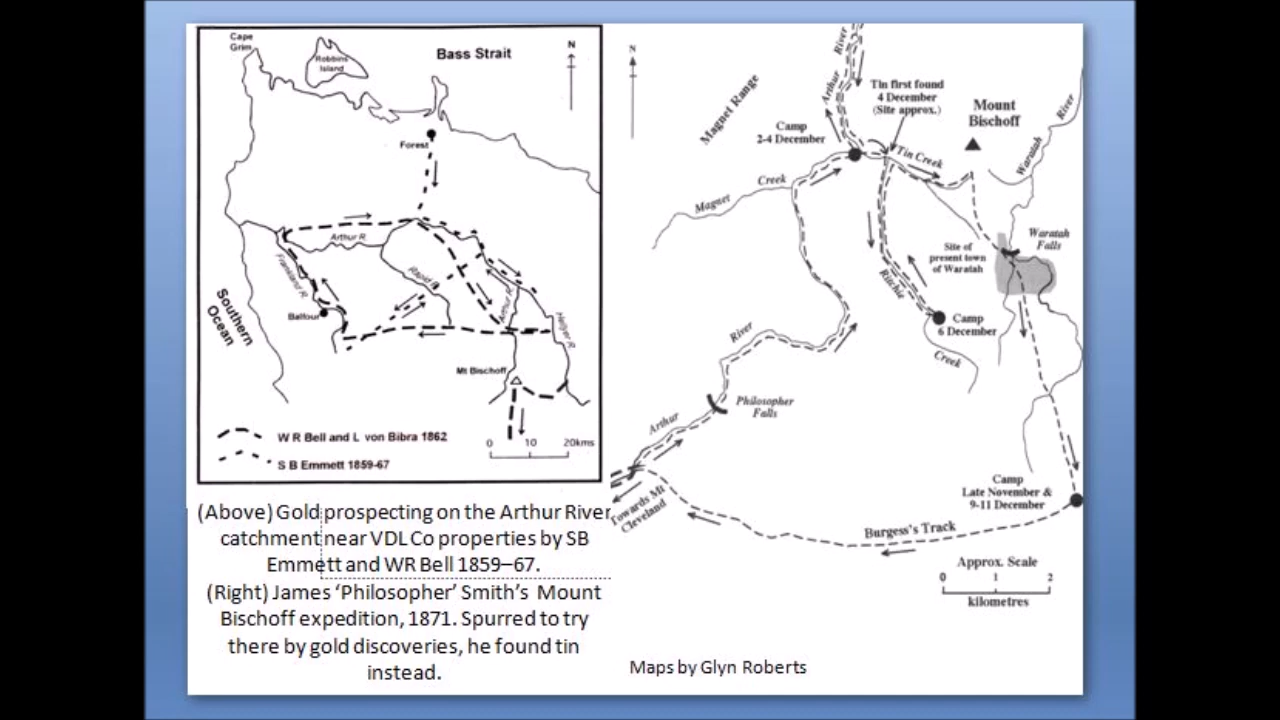 Cape
Grim
Robbins
Island
Bass Strait
N
Forest
Arthur R.
Frankland R.
Rapid R.
Arthur R.
Hellyer R.
Balfour
Southern
Ocean
Mt Bischoff
W R Bell and L von Bibra 1862
S B Emmett 1859-67
0 10 20kms
(Above) Gold prospecting on the Arthur River
catchment near VDL Co properties by SB
Emmett and WR Bell 1859–67.
(Right) James ‘Philosopher’ Smith’s Mount
Bischoff expedition, 1871. Spurred to try
there by gold discoveries, he found tin
instead.
N
Magnet Range
Arthur River
Tin first found
4 December
(Site approx.)
Mount
Bischoff
Waratah River
Camp
2-4 December
Tin Creek
Magnet Creek
Waratah
Falls
Site of
present town
of Waratah
Ritchie
Creek
Camp
6 December
Arthur River
Philosopher
Falls
Towards Mt
Cleveland
Camp
Late November &
9-11 December
Burgess's Track
Approx. Scale
0 1 2
kilometres
Maps by Glyn Roberts